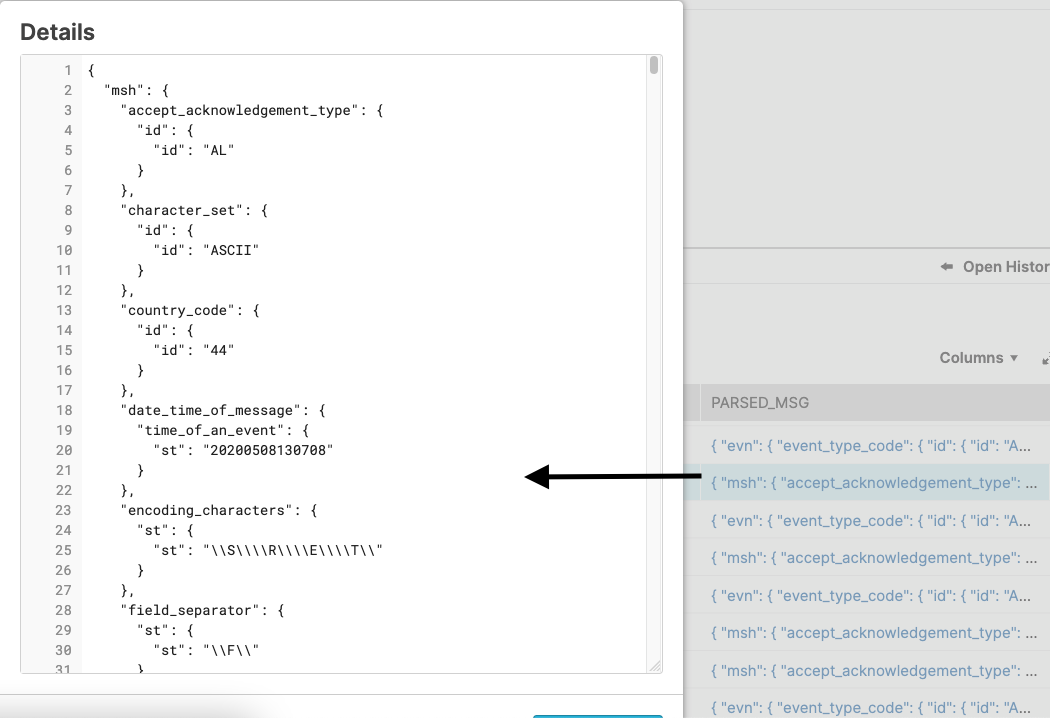 Details
1 {
2 "msh": {
3 "accept_acknowledgement_type": {
4 "id": {
5 "id": "AL"
6 }
7 },
8 "character_set": {
9 "id": {
10 "id": "ASCII"
11 }
12 },
13 "country_code": {
14 "id": {
15 "id": "44"
16 }
17 },
18 "date_time_of_message": {
19 "time_of_an_event": {
20 "st": "20200508130708"
21 }
22 },
23 "encoding_characters": {
24 "st": {
25 "st": "\\S\\\\R\\\\E\\\\T\\"
26 }
27 },
28 "field_separator": {
29 "st": {
30 "st": "\\F\\"
31 }
Open Histor
Columns
PARSED_MSG
{ "evn": { "event_type_code": { "id": { "id": "A...
{ "msh": { "accept_acknowledgement_type": ...
{ "evn": { "event_type_code": { "id": { "id": "A...
{ "msh": { "accept_acknowledgement_type": ...
{ "evn": { "event_type_code": { "id": { "id": "A...
{ "msh": { "accept_acknowledgement_type": ...
{ "msh": { "accept_acknowledgement_type": ...
{ "evn": { "event_type_code": { "id": { "id": "A...